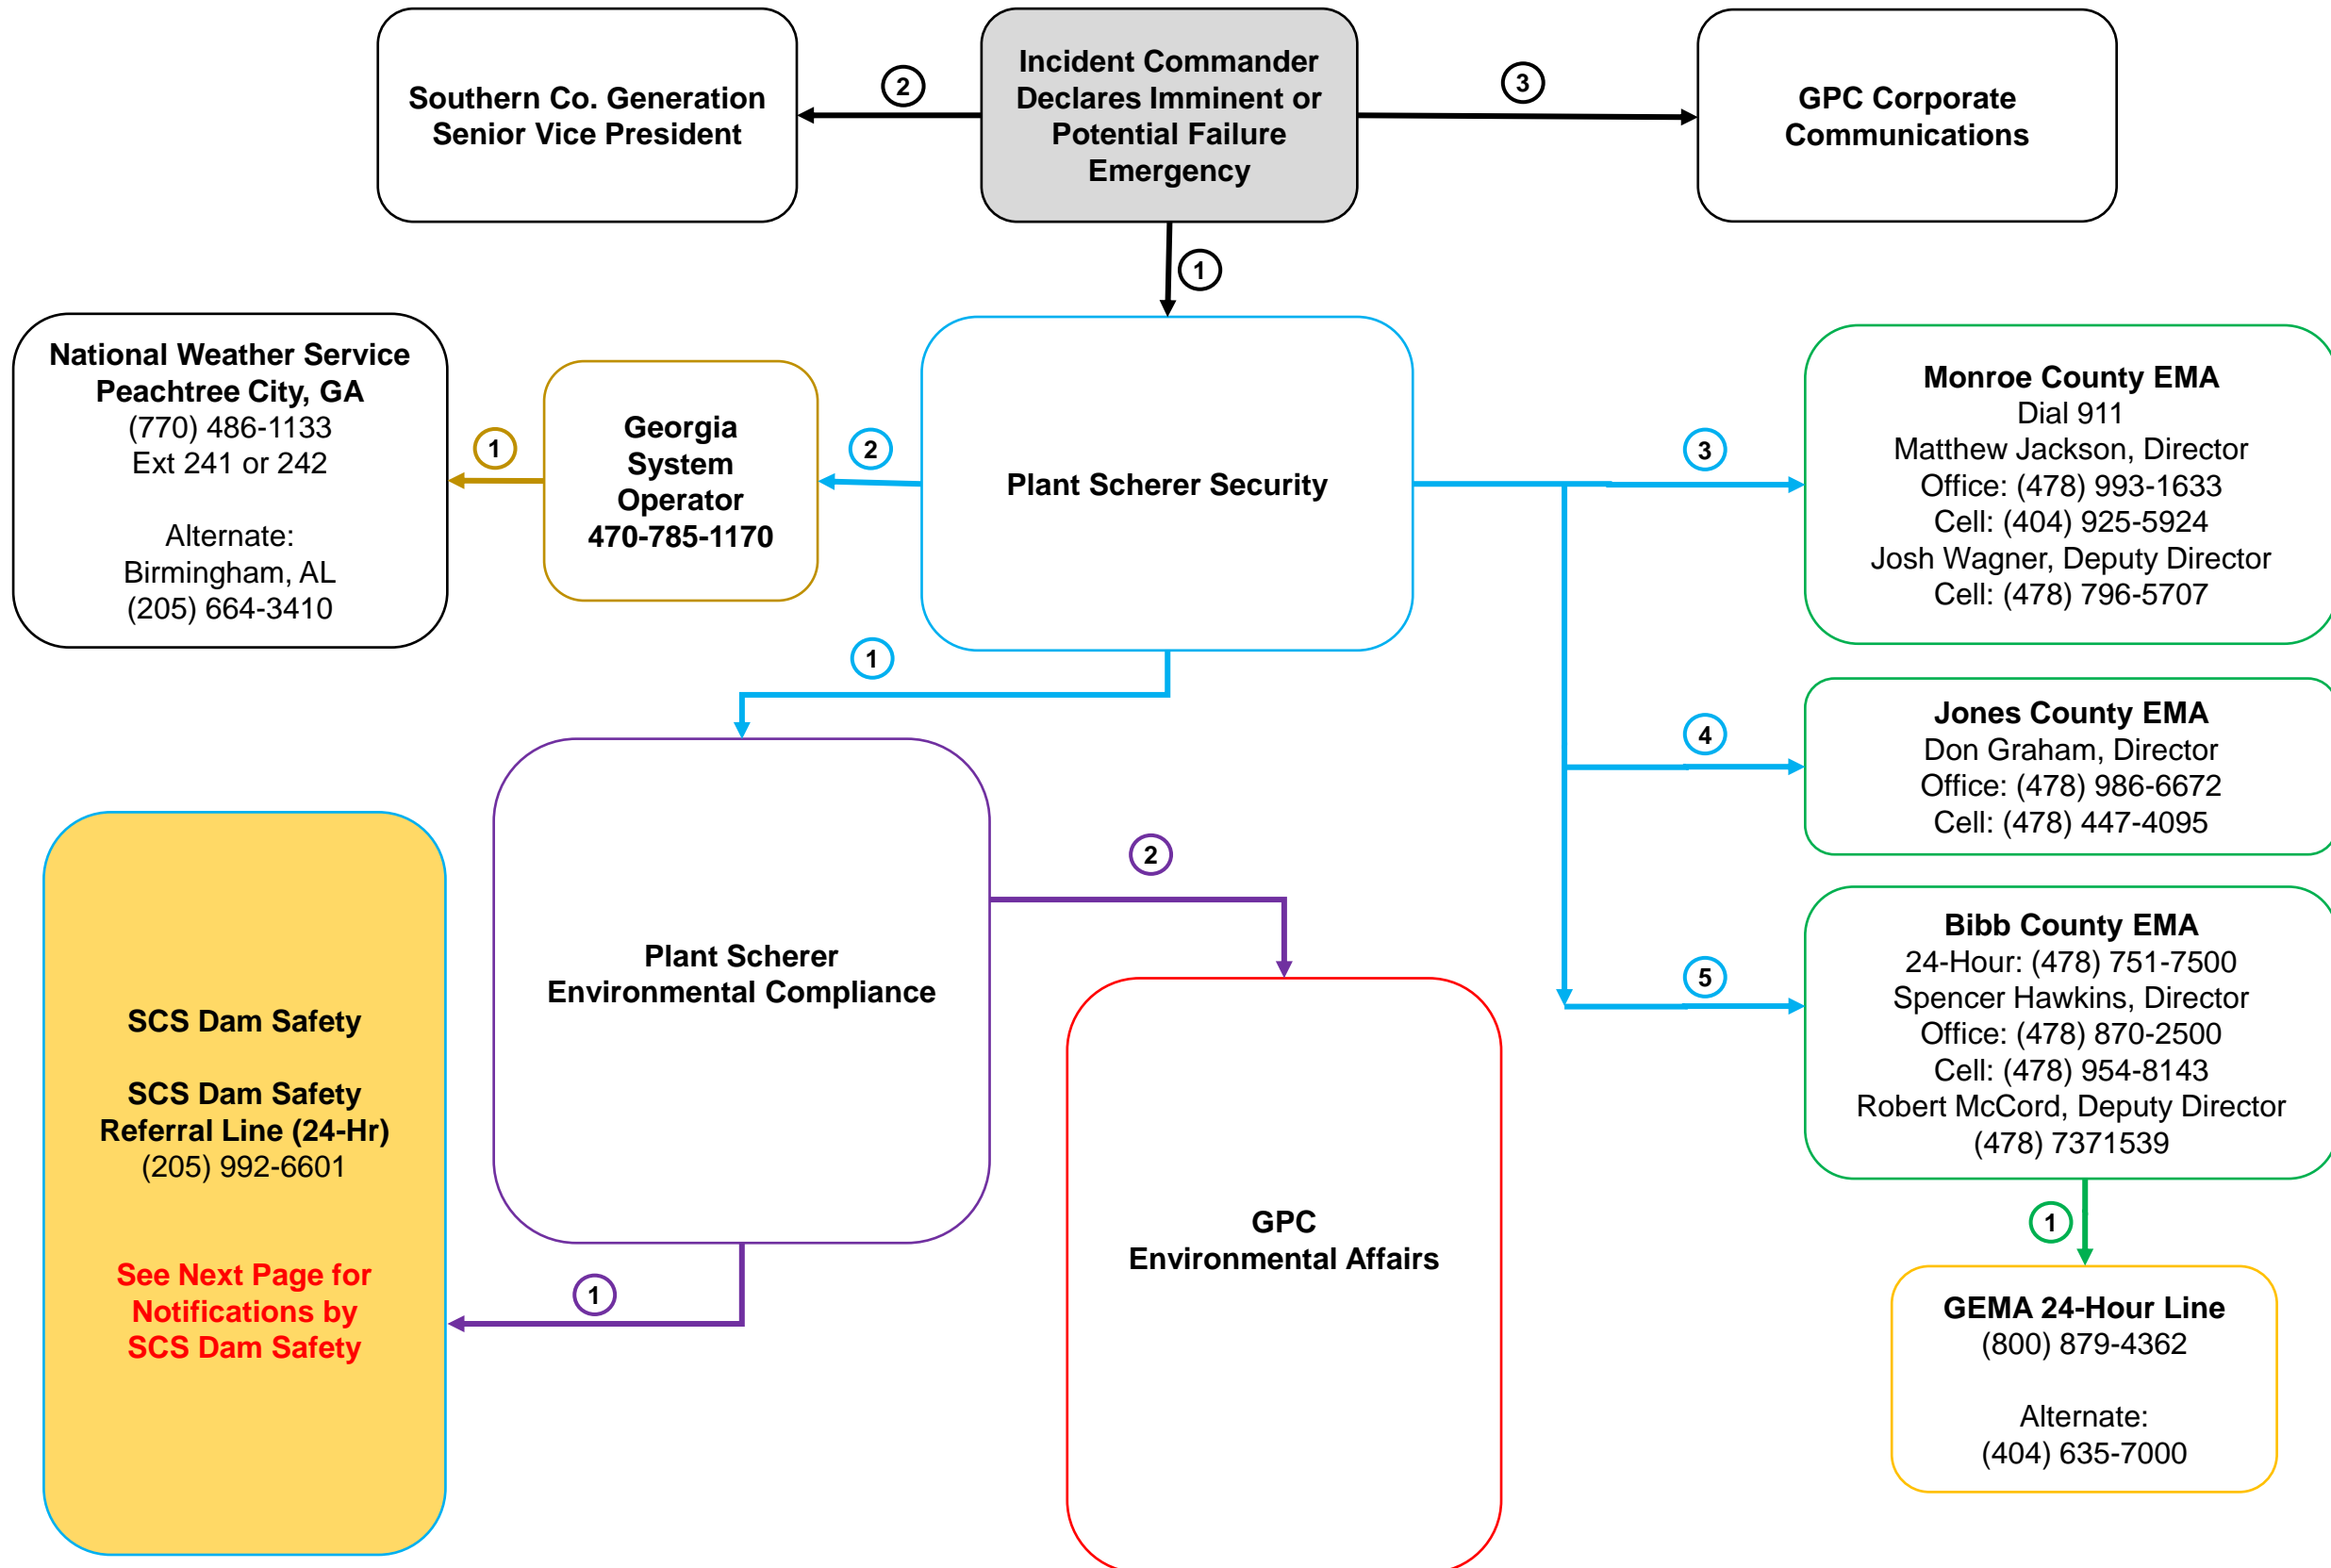 Southern Co. Generation
Senior Vice President
2
Incident Commander
Declares Imminent or
Potential Failure
Emergency
3
GPC Corporate
Communications
1
National Weather Service
Peachtree City, GA
(770) 486-1133
Ext 241 or 242
Alternate:
Birmingham, AL
(205) 664-3410
1
Georgia
System
Operator
470-785-1170
2
Plant Scherer Security
3
Monroe County EMA
Dial 911
Matthew Jackson, Director
Office: (478) 993-1633
Cell: (404) 925-5924
Josh Wagner, Deputy Director
Cell: (478) 796-5707
1
4
Jones County EMA
Don Graham, Director
Office: (478) 986-6672
Cell: (478) 447-4095
SCS Dam Safety
SCS Dam Safety
Referral Line (24-Hr)
(205) 992-6601
See Next Page for
Notifications by
SCS Dam Safety
Plant Scherer
Environmental Compliance
1
2
GPC
Environmental Affairs
5
Bibb County EMA
24-Hour: (478) 751-7500
Spencer Hawkins, Director
Office: (478) 870-2500
Cell: (478) 954-8143
Robert McCord, Deputy Director
(478) 7371539
1
GEMA 24-Hour Line
(800) 879-4362
Alternate:
(404) 635-7000